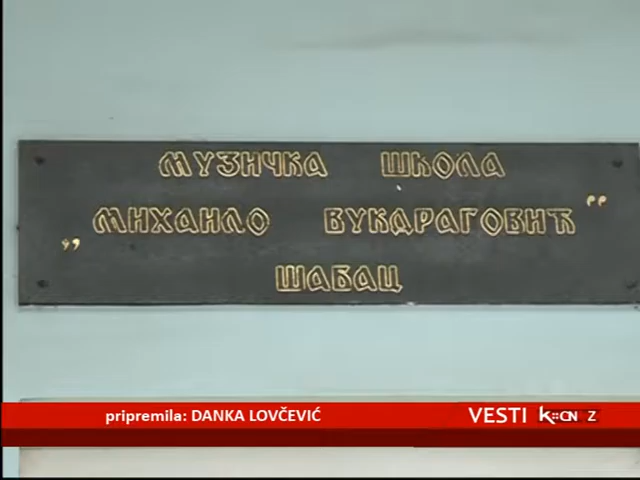 МУЗИЧКА ШКОЛА
„МИХАИЛО ВУКДРАГОВИЋ“
ШАБАЦ
pripremila: DANKA LOVČEVIĆ
VESTI